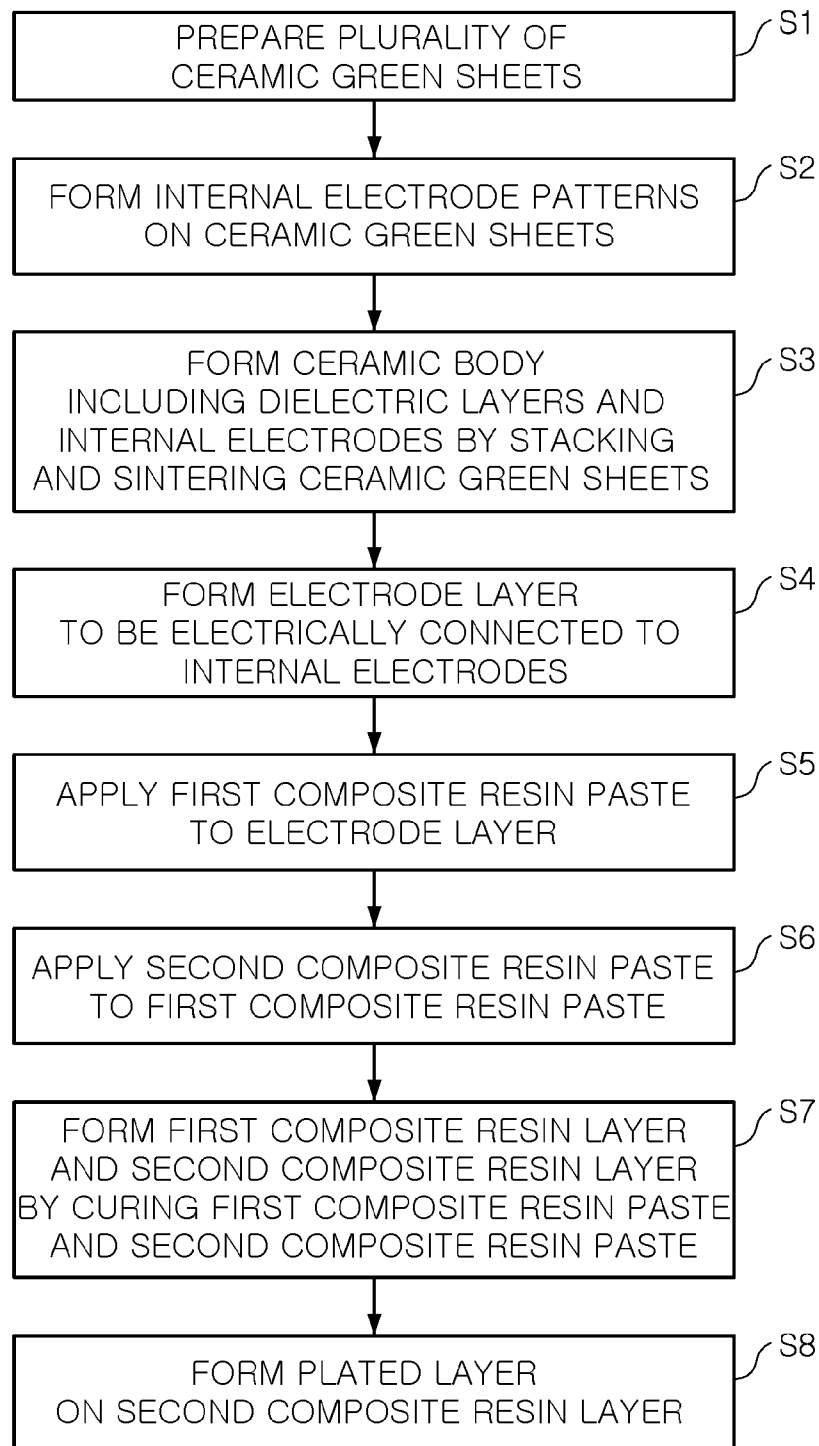 S1
PREPARE PLURALITY OF
CERAMIC GREEN SHEETS
S2
FORM INTERNAL ELECTRODE PATTERNS
ON CERAMIC GREEN SHEETS
S3
FORM CERAMIC BODY
INCLUDING DIELECTRIC LAYERS AND
INTERNAL ELECTRODES BY STACKING
AND SINTERING CERAMIC GREEN SHEETS
S4
FORM ELECTRODE LAYER
TO BE ELECTRICALLY CONNECTED TO
INTERNAL ELECTRODES
S5
APPLY FIRST COMPOSITE RESIN PASTE
TO ELECTRODE LAYER
S6
APPLY SECOND COMPOSITE RESIN PASTE
TO FIRST COMPOSITE RESIN PASTE
S7
FORM FIRST COMPOSITE RESIN LAYER
AND SECOND COMPOSITE RESIN LAYER
BY CURING FIRST COMPOSITE RESIN PASTE
AND SECOND COMPOSITE RESIN PASTE
S8
FORM PLATED LAYER
ON SECOND COMPOSITE RESIN LAYER